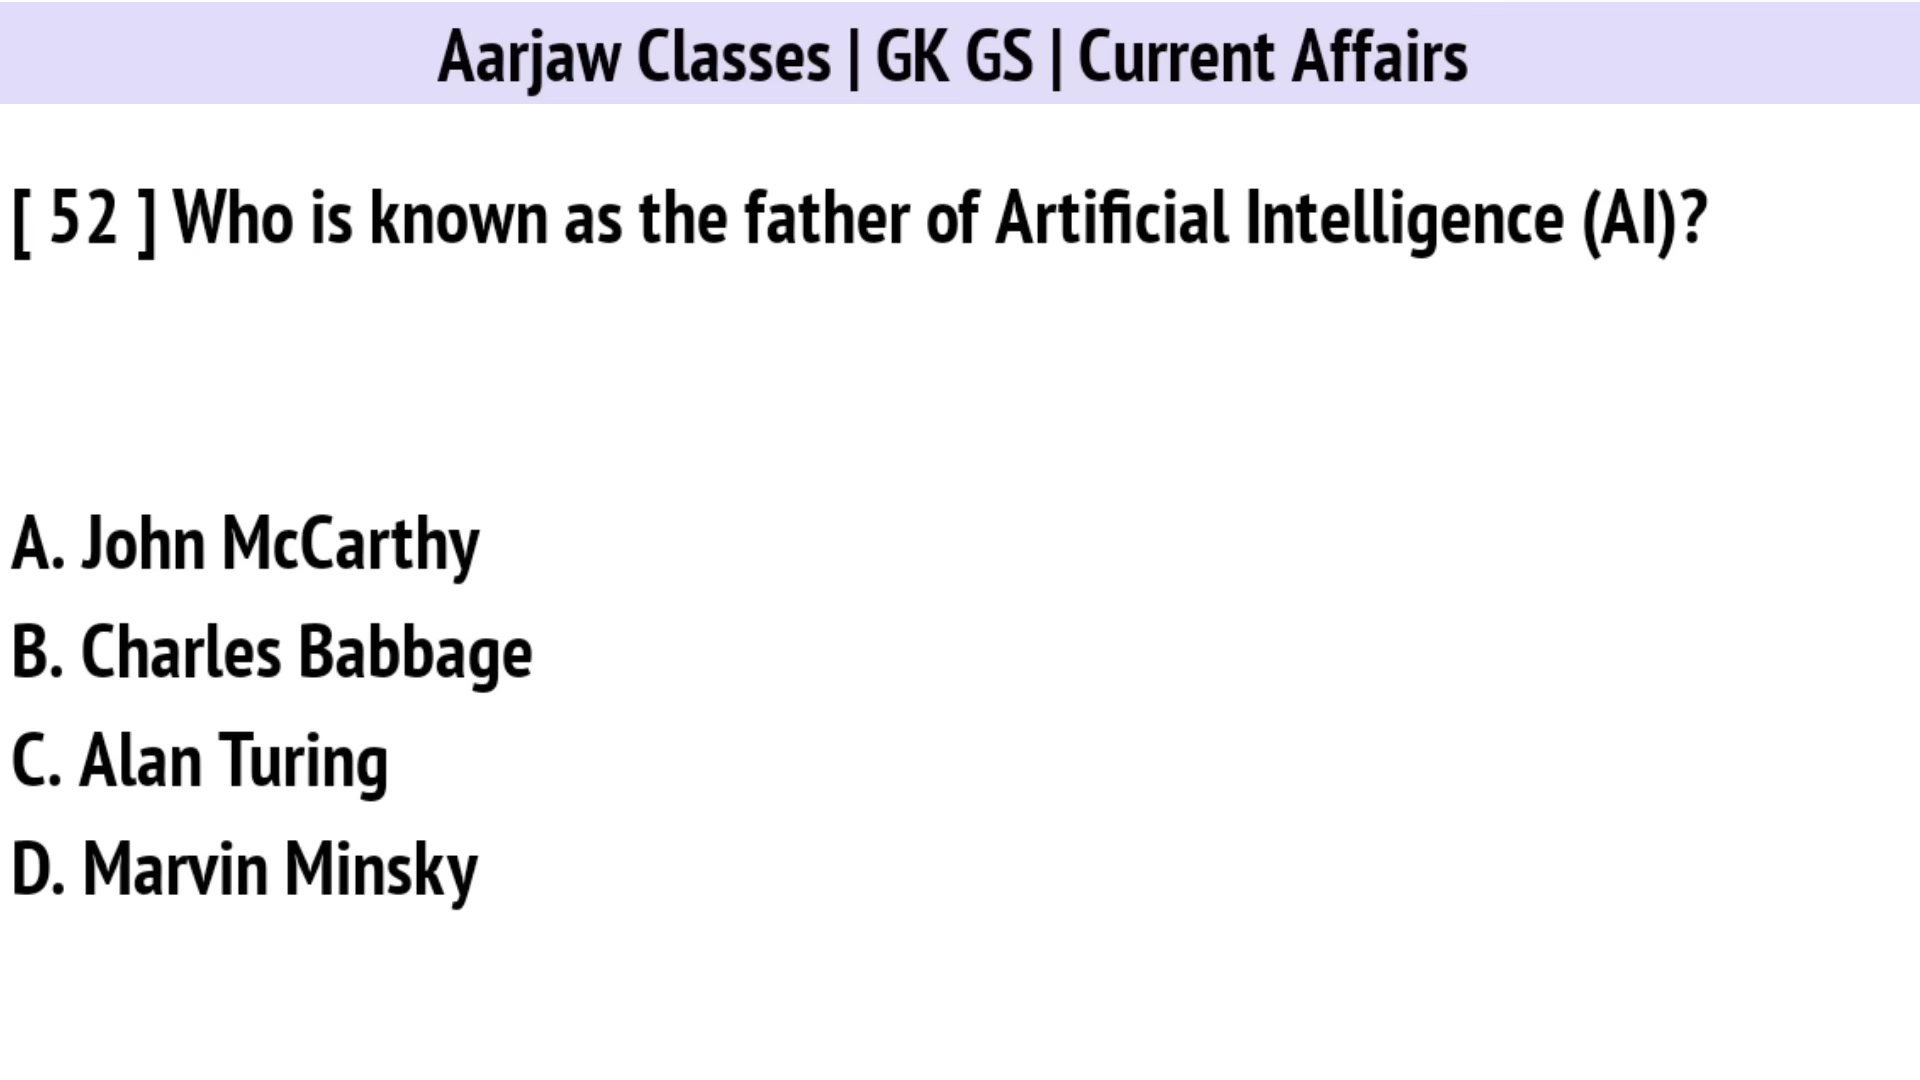 Aarjaw Classes | GK GS | Current Affairs
[ 52 ] Who is known as the father of Artificial Intelligence (AI)?
A. John McCarthy
B. Charles Babbage
C. Alan Turing
D. Marvin Minsky